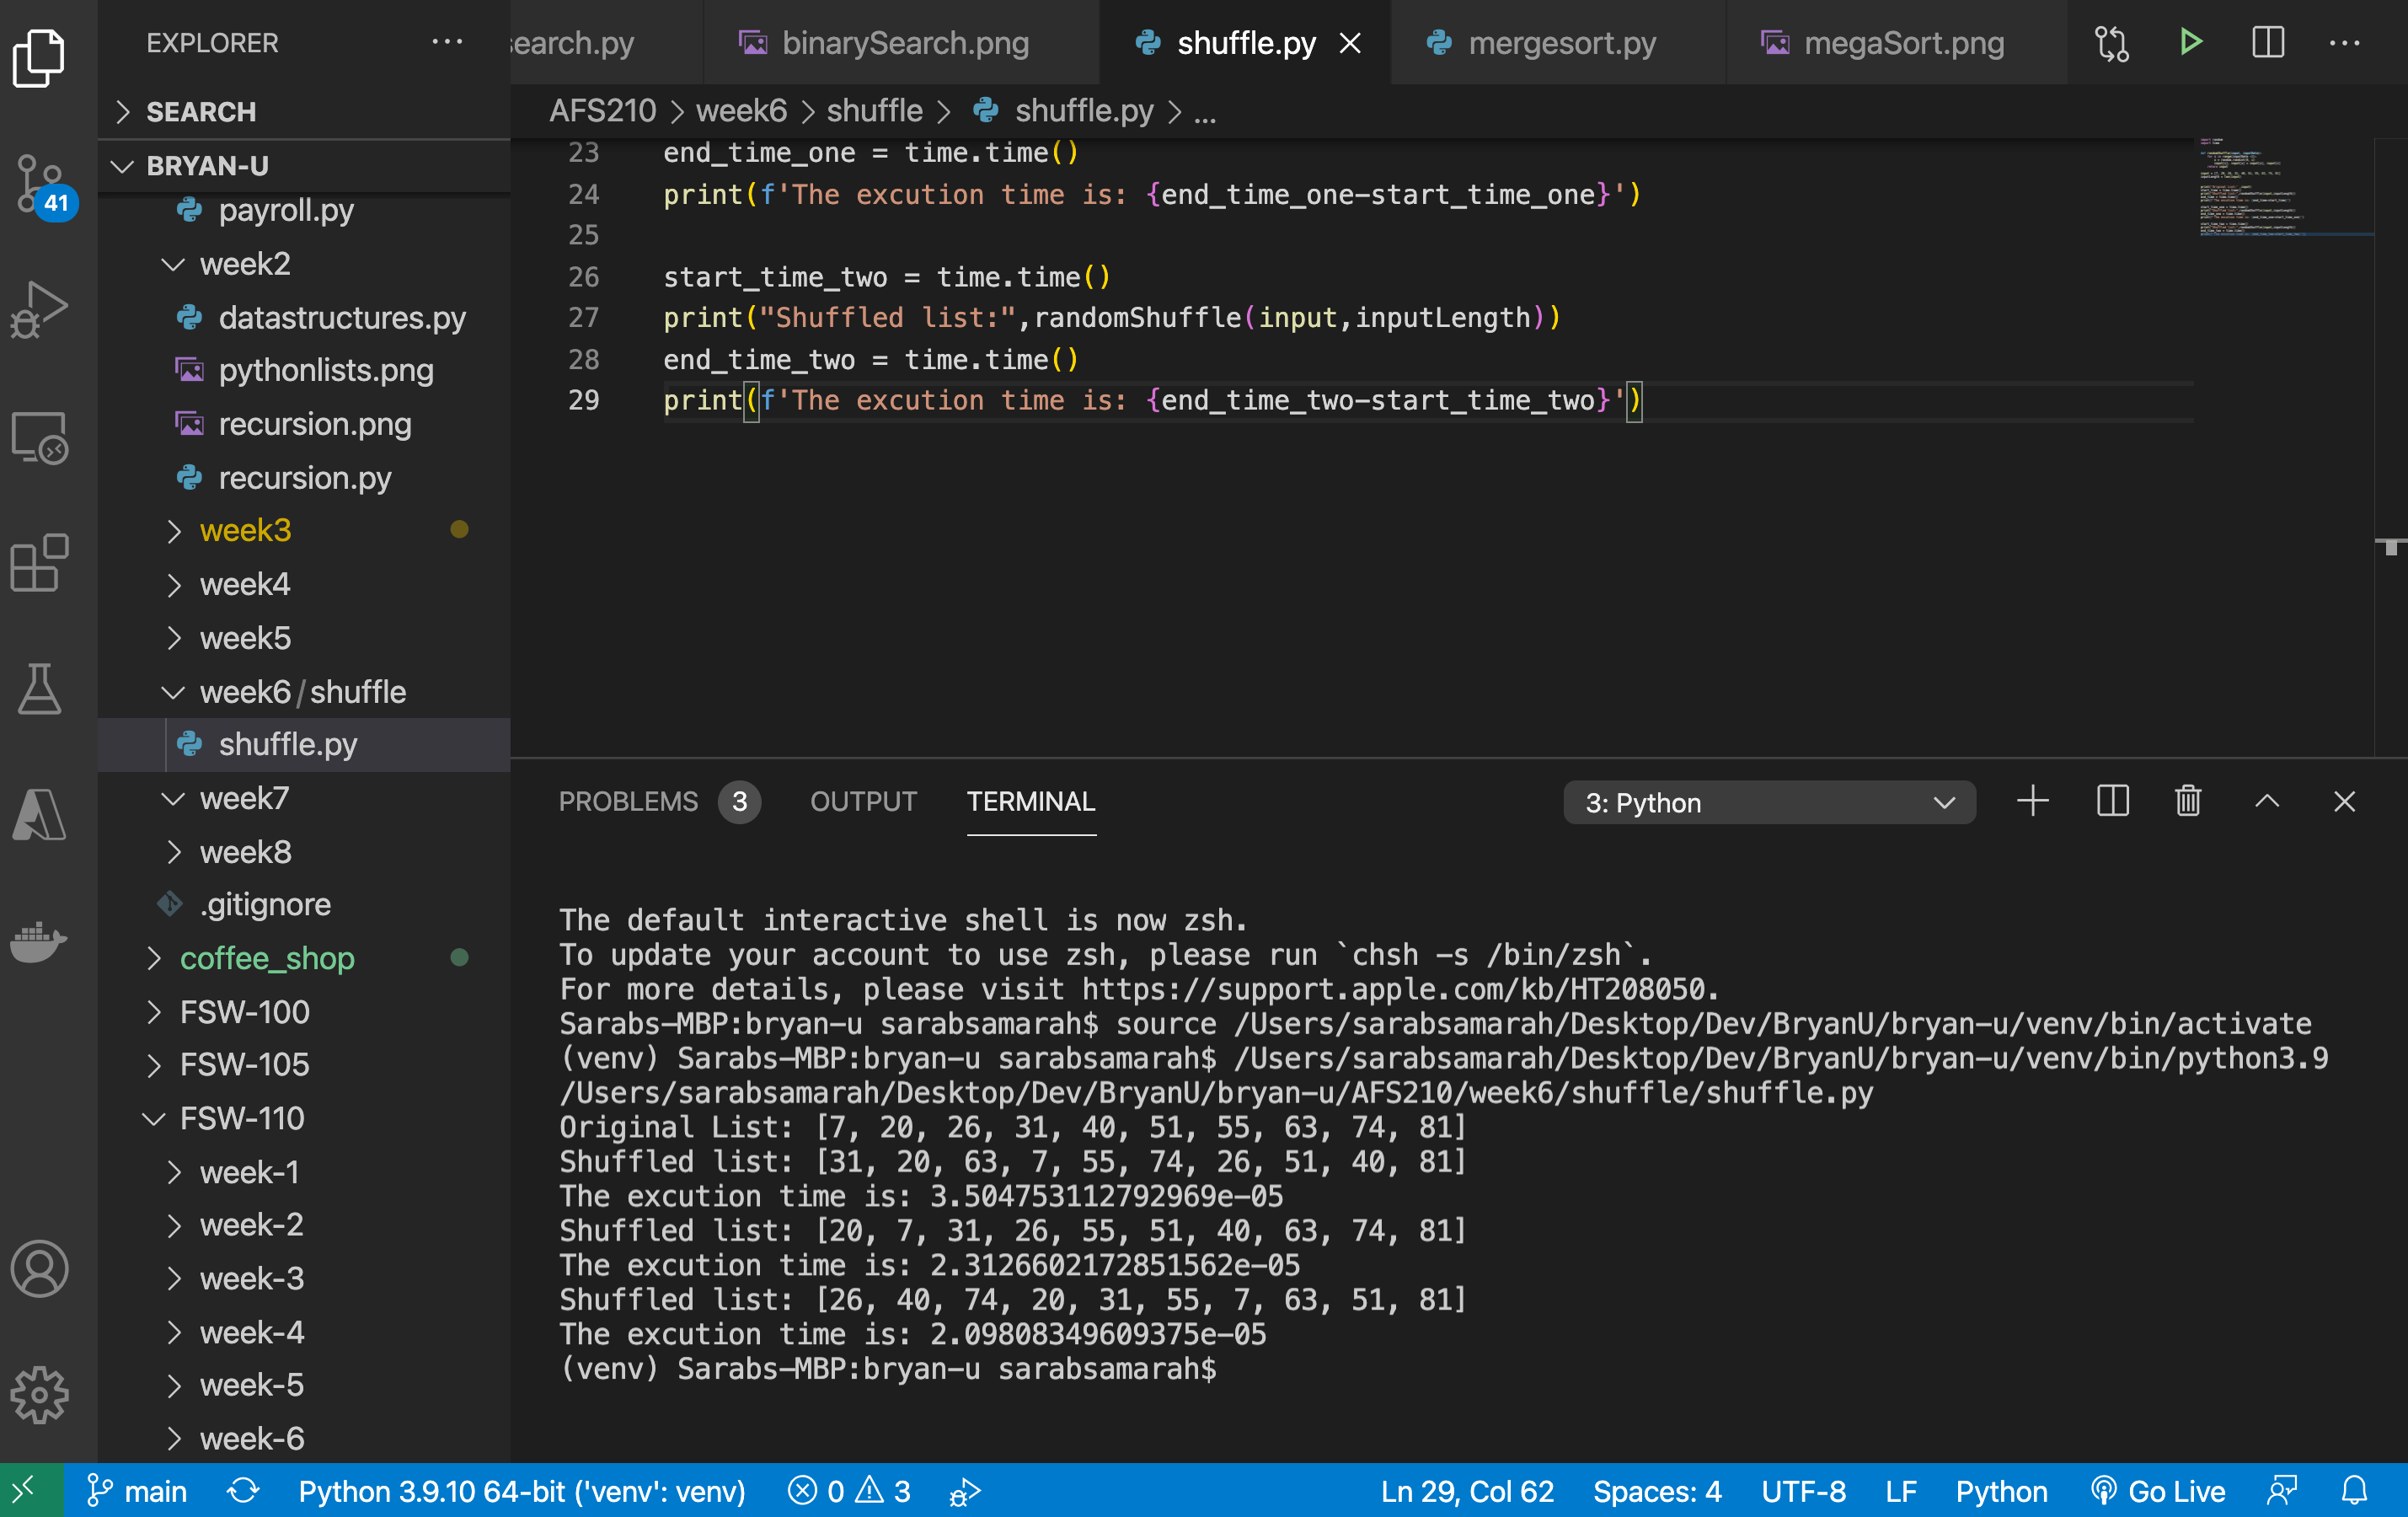 EXPLORER
SEARCH
BRYAN-U
payroll.py
week2
datastructures.py
pythonlists.png
recursion.png
recursion.py
week3
week4
week5
week6/shuffle
shuffle.py
week7
week8
.gitignore
coffee_shop
FSW-100
FSW-105
FSW-110
week-1
week-2
week-3
week-4
week-5
week-6
41
search.py binarySearch.png shuffle.py mergesort.py megaSort.png
AFS210 > week6 > shuffle > shuffle.py > ...
23 end_time_one = time.time()
24 print(f'The excution time is: {end_time_one-start_time_one}')
25
26 start_time_two = time.time()
27 print("Shuffled list:",randomShuffle(input,inputLength))
28 end_time_two = time.time()
29 print(f'The excution time is: {end_time_two-start_time_two}')
PROBLEMS 3 OUTPUT TERMINAL 3: Python
The default interactive shell is now zsh.
To update your account to use zsh, please run `chsh -s /bin/zsh`.
For more details, please visit https://support.apple.com/kb/HT208050.
Sarabs-MBP:bryan-u sarabsamarah$ source /Users/sarabsamarah/Desktop/Dev/BryanU/bryan-u/venv/bin/activate
(venv) Sarabs-MBP:bryan-u sarabsamarah$ /Users/sarabsamarah/Desktop/Dev/BryanU/bryan-u/venv/bin/python3.9
/Users/sarabsamarah/Desktop/Dev/BryanU/bryan-u/AFS210/week6/shuffle/shuffle.py
Original List: [7, 20, 26, 31, 40, 51, 55, 63, 74, 81]
Shuffled list: [31, 20, 63, 7, 55, 74, 26, 51, 40, 81]
The excution time is: 3.504753112792969e-05
Shuffled list: [20, 7, 31, 26, 55, 51, 40, 63, 74, 81]
The excution time is: 2.3126602172851562e-05
Shuffled list: [26, 40, 74, 20, 31, 55, 7, 63, 51, 81]
The excution time is: 2.09808349609375e-05
(venv) Sarabs-MBP:bryan-u sarabsamarah$
main Python 3.9.10 64-bit ('venv': venv) 0 3 Ln 29, Col 62 Spaces: 4 UTF-8 LF Python Go Live